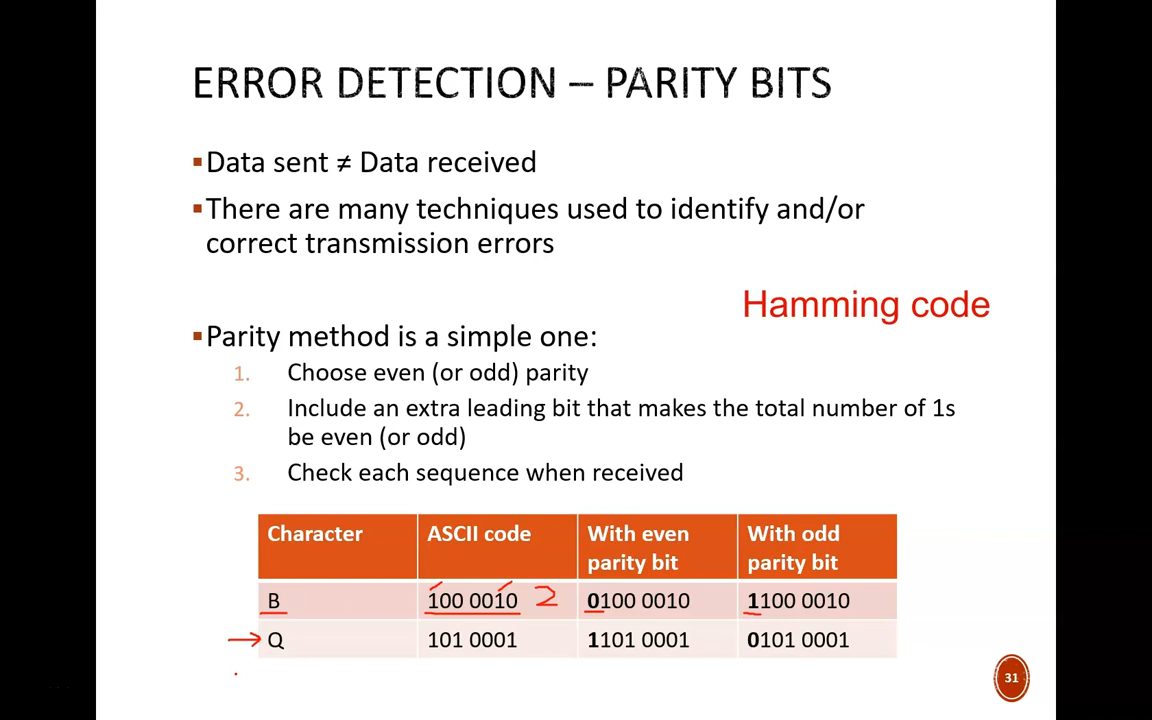 ERROR DETECTION – PARITY BITS
▪Data sent ≠ Data received
▪There are many techniques used to identify and/or
correct transmission errors
Hamming code
▪Parity method is a simple one:
1. Choose even (or odd) parity
2. Include an extra leading bit that makes the total number of 1s
be even (or odd)
3. Check each sequence when received
Character ASCII code With even parity bit With odd parity bit
B 100 0010 2 0100 0010 1100 0010
Q 101 0001 1101 0001 0101 0001
31